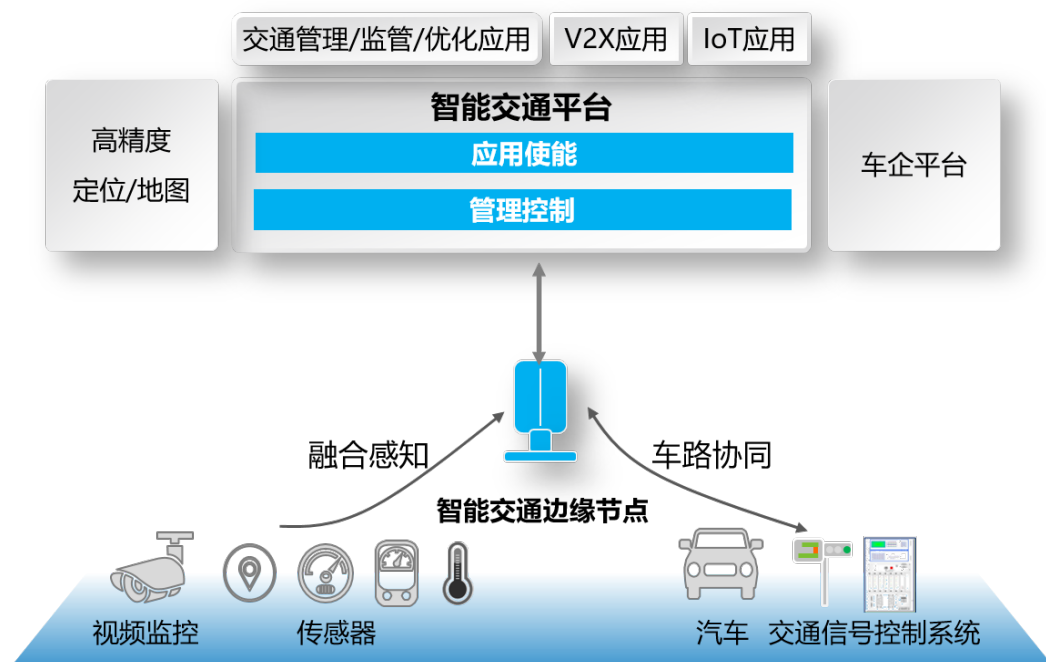 交通管理/监管/优化应用
V2X应用
IoT应用
高精度
定位/地图
智能交通平台
应用使能
管理控制
车企平台
融合感知
车路协同
智能交通边缘节点
视频监控
传感器
汽车
交通信号控制系统